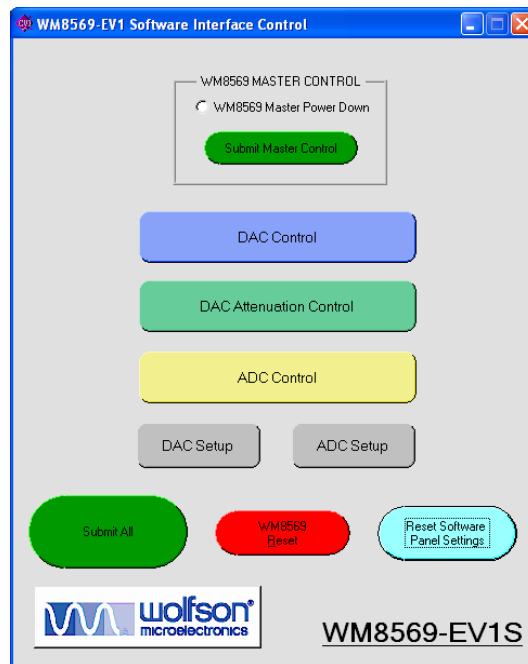 WM8569-EV1 Software Interface Control
WM8569 MASTER CONTROL
WM8569 Master Power Down
Submit Master Control
DAC Control
DAC Attenuation Control
ADC Control
DAC Setup
ADC Setup
Submit All
WM8569
Reset
Reset Software
Panel Settings
wolfson®
microelectronics
WM8569-EV1S